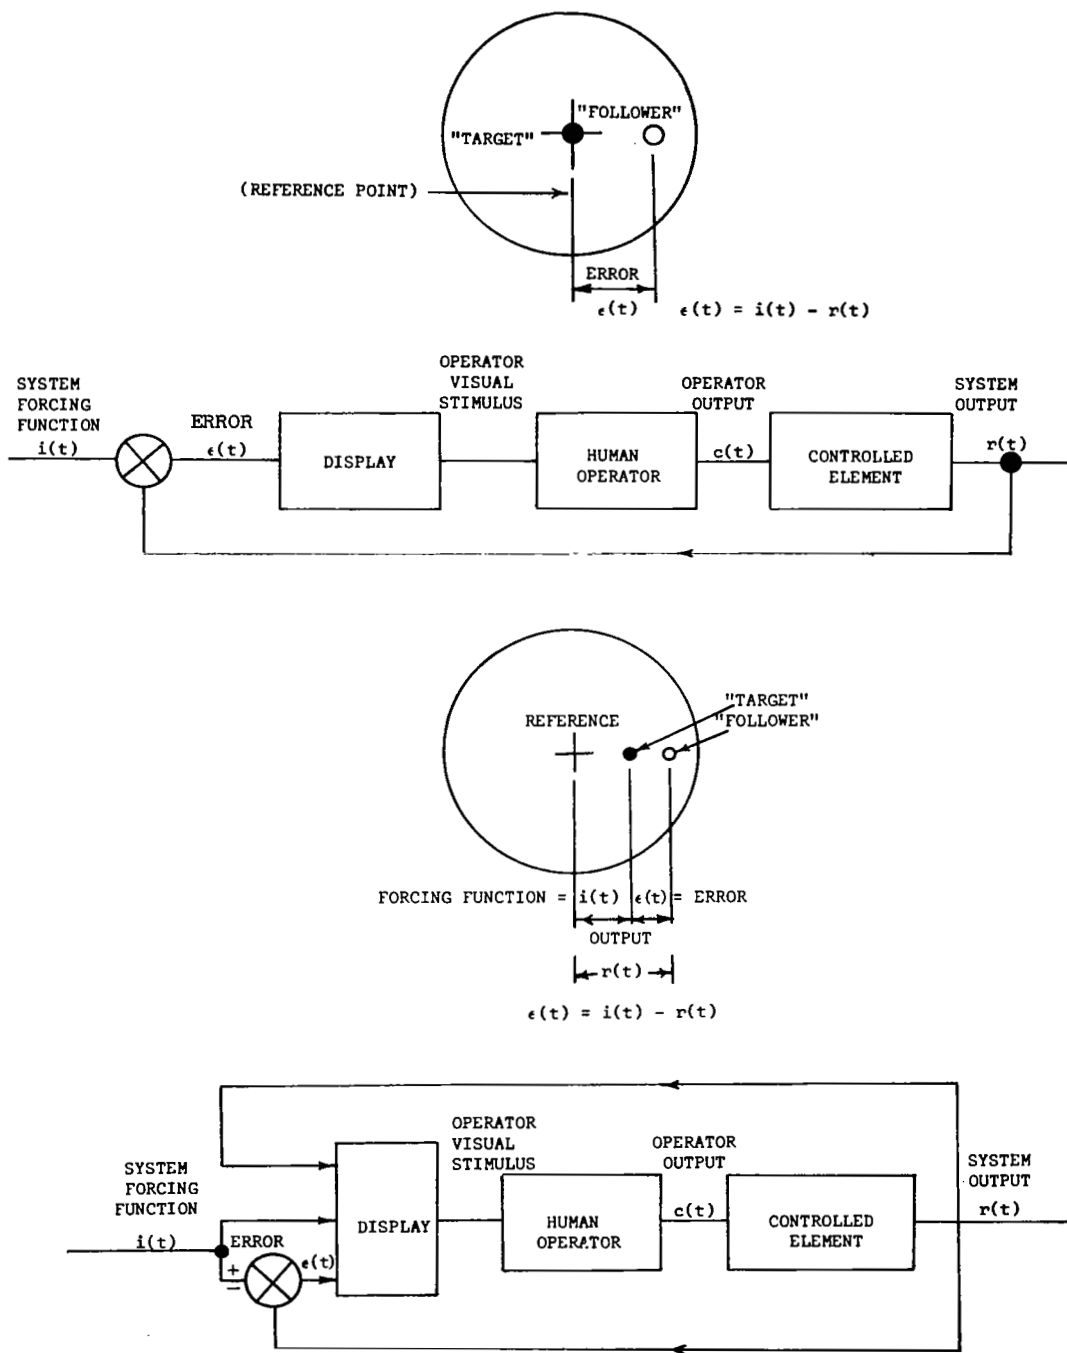 "FOLLOWER"
"TARGET"
(REFERENCE POINT)
ERROR
ϵ(t) ϵ(t) = i(t) - r(t)
SYSTEM
FORCING
FUNCTION
i(t)
ERROR
ϵ(t)
DISPLAY
OPERATOR
VISUAL
STIMULUS
HUMAN
OPERATOR
OPERATOR
OUTPUT
c(t)
CONTROLLED
ELEMENT
SYSTEM
OUTPUT
r(t)
REFERENCE
"TARGET"
"FOLLOWER"
FORCING FUNCTION = i(t) ϵ(t) = ERROR
OUTPUT
r(t)
ϵ(t) = i(t) - r(t)
SYSTEM
FORCING
FUNCTION
i(t)
ERROR
+
−
ϵ(t)
DISPLAY
OPERATOR
VISUAL
STIMULUS
HUMAN
OPERATOR
OPERATOR
OUTPUT
c(t)
CONTROLLED
ELEMENT
SYSTEM
OUTPUT
r(t)